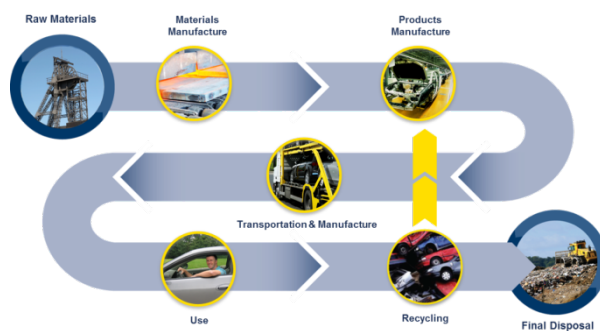 Raw Materials
Materials
Manufacture
Products
Manufacture
Transportation & Manufacture
Use
Recycling
Final Disposal